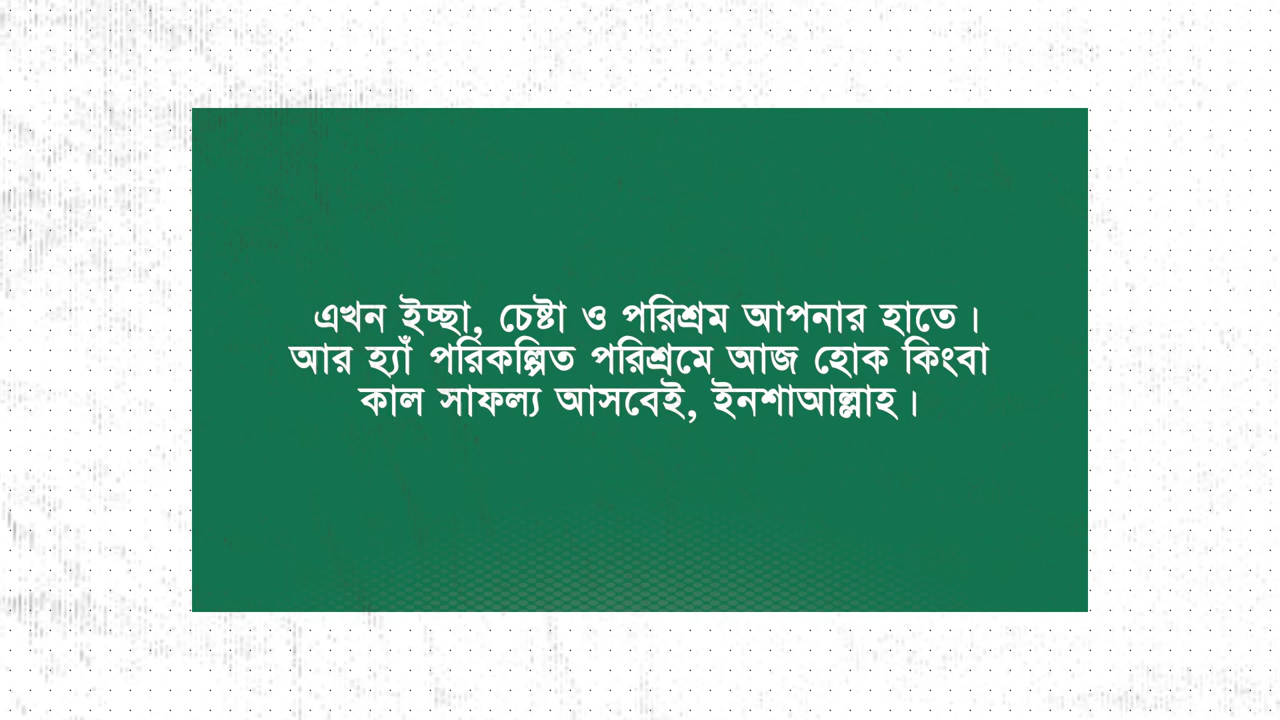 এখন ইচ্ছা, চেষ্টা ও পরিশ্রম আপনার হাতে।
আর হ্যাঁ পরিকল্পিত পরিশ্রমে আজ হোক কিংবা
কাল সাফল্য আসবেই, ইনশাআল্লাহ।